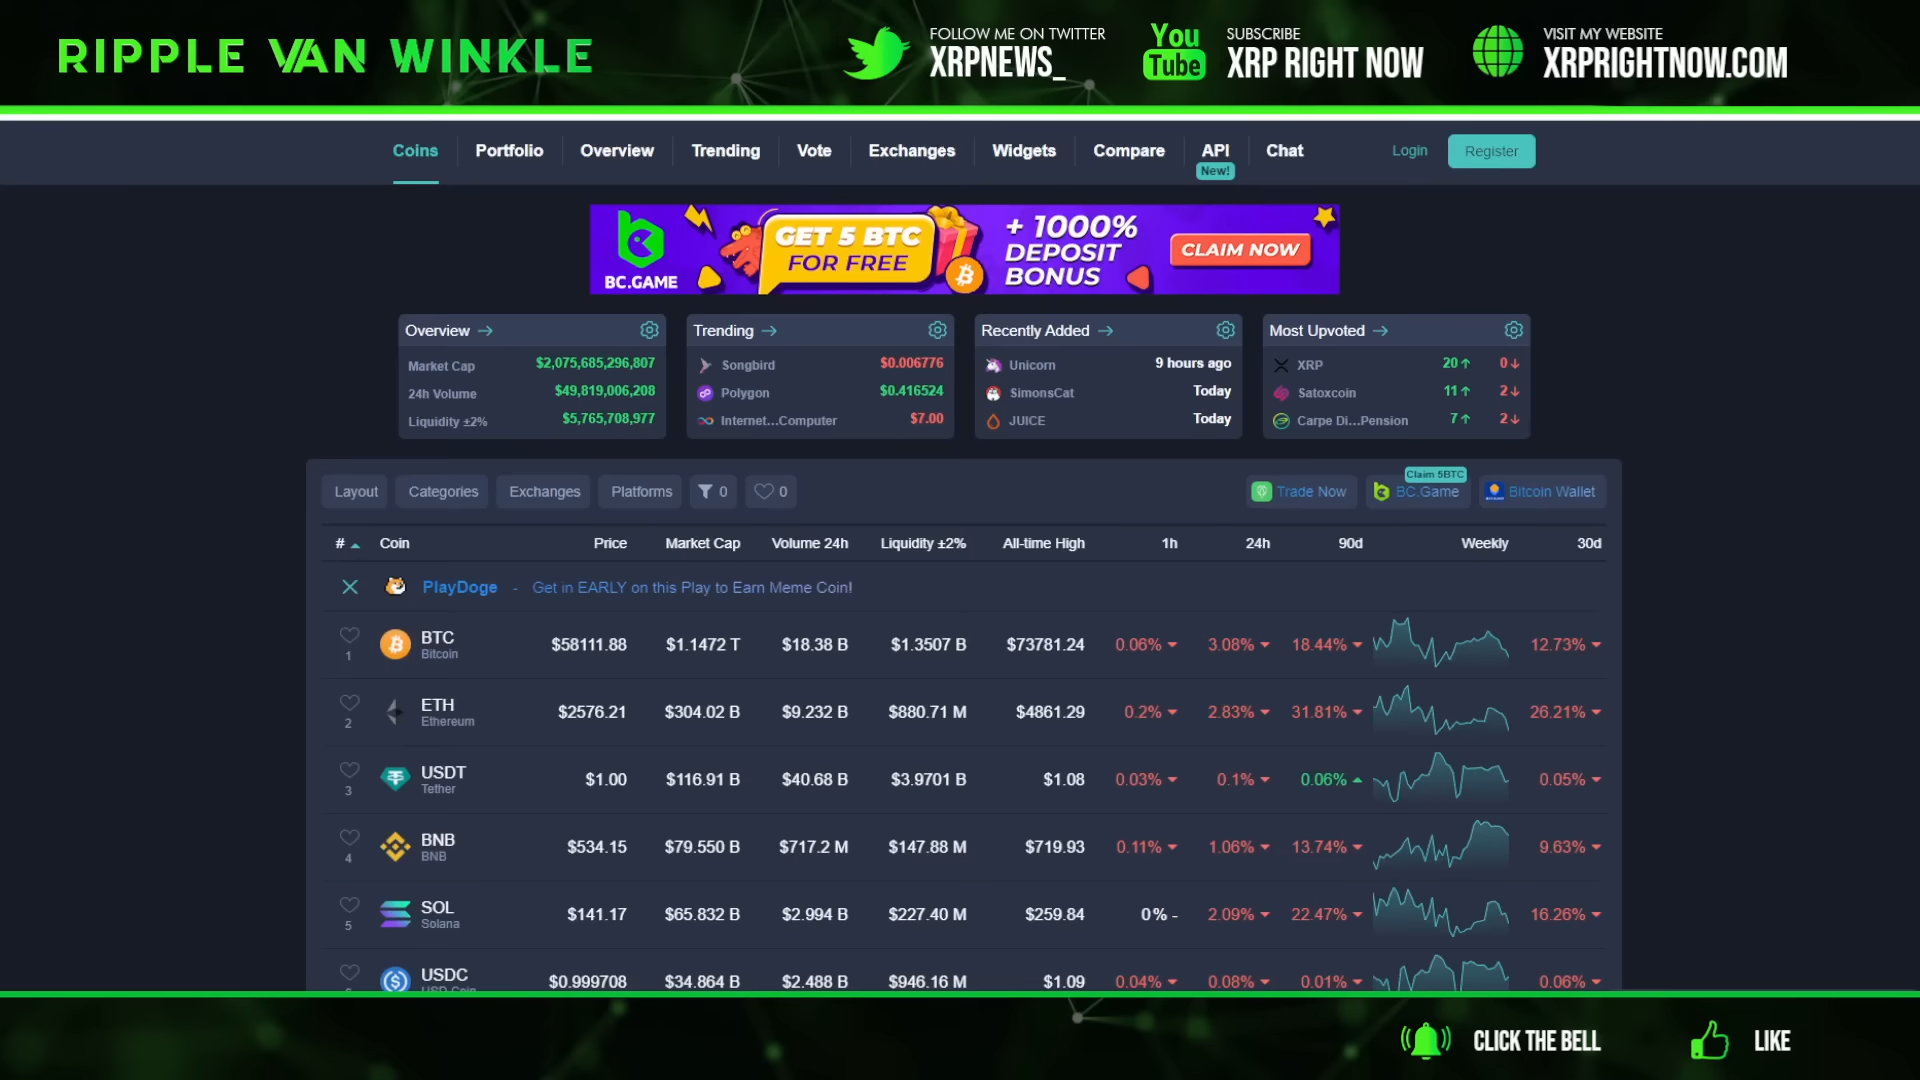 RIPPLE VAN WINKLE
FOLLOW ME ON TWITTER
XRPNEWS_
You Tube
SUBSCRIBE
XRP RIGHT NOW
VISIT MY WEBSITE
XRPRIGHTNOW.COM
Coins Portfolio Overview Trending Vote Exchanges Widgets Compare API Chat Login Register
New!
BC.GAME
GET 5 BTC
FOR FREE
+ 1000%
DEPOSIT
BONUS
CLAIM NOW
Overview →
Market Cap $2,075,685,296,807
24h Volume $49,819,006,208
Liquidity ±2% $5,765,708,977
Trending →
Songbird $0.006776
Polygon $0.416524
Internet...Computer $7.00
Recently Added →
Unicorn 9 hours ago
SimonsCat Today
JUICE Today
Most Upvoted →
XRP 20↑ 0↓
Satoxcoin 11↑ 2↓
Carpe Di...Pension 7↑ 2↓
Layout Categories Exchanges Platforms 0 0
Claim 5BTC
Trade Now BC.Game Bitcoin Wallet
# Coin Price Market Cap Volume 24h Liquidity ±2% All-time High 1h 24h 90d Weekly 30d
PlayDoge - Get in EARLY on this Play to Earn Meme Coin!
1 BTC $58111.88 $1.1472 T $18.38 B $1.3507 B $73781.24 0.06% 3.08% 18.44% 12.73%
Bitcoin
2 ETH $2576.21 $304.02 B $9.232 B $880.71 M $4861.29 0.2% 2.83% 31.81% 26.21%
Ethereum
3 USDT $1.00 $116.91 B $40.68 B $3.9701 B $1.08 0.03% 0.1% 0.06% 0.05%
Tether
4 BNB $534.15 $79.550 B $717.2 M $147.88 M $719.93 0.11% 1.06% 13.74% 9.63%
BNB
5 SOL $141.17 $65.832 B $2.994 B $227.40 M $259.84 0% - 2.09% 22.47% 16.26%
Solana
USDC $0.999708 $34.864 B $2.488 B $946.16 M $1.09 0.04% 0.08% 0.01% 0.06%
USD Coin
CLICK THE BELL
LIKE